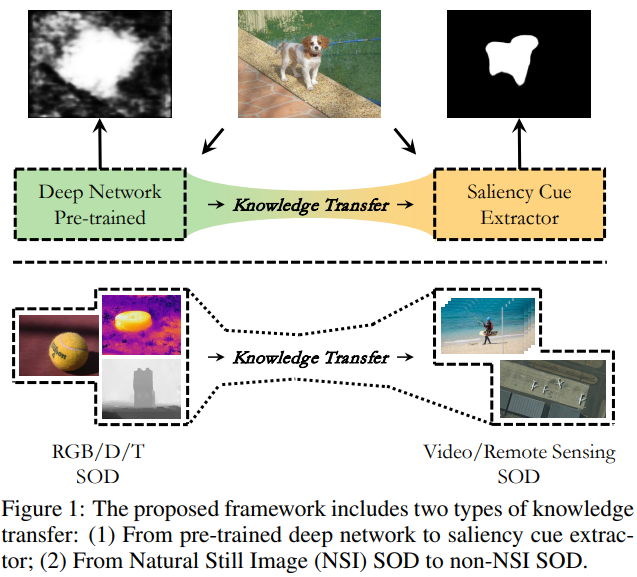 Deep Network
Pre-trained
→ Knowledge Transfer →
Saliency Cue
Extractor
Wilson
→ Knowledge Transfer →
RGB/D/T
SOD
Video/Remote Sensing
SOD
Figure 1: The proposed framework includes two types of knowledge
transfer: (1) From pre-trained deep network to saliency cue extrac-
tor; (2) From Natural Still Image (NSI) SOD to non-NSI SOD.